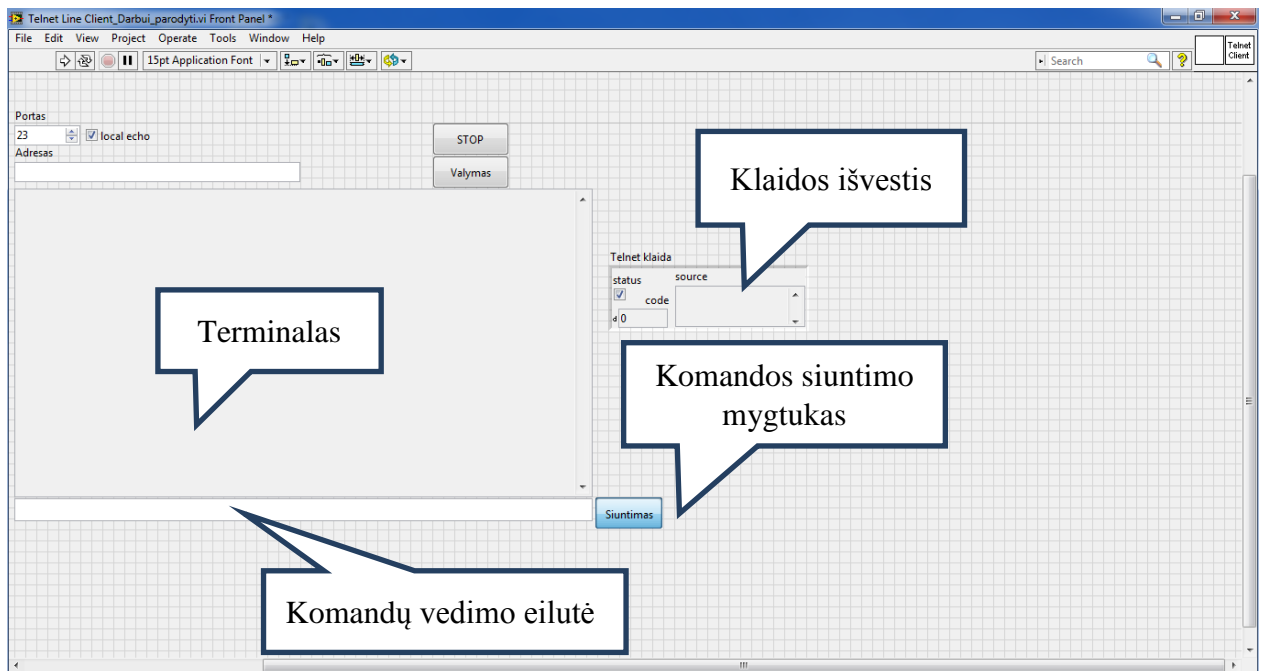 Telnet Line Client_Darbui_parodyti.vi Front Panel *
File Edit View Project Operate Tools Window Help
15pt Application Font
Search
Telnet
Client
Portas
23
local echo
Adresas
STOP
Valymas
Klaidos išvestis
Telnet klaida
status
source
code
d 0
Terminalas
Komandos siuntimo
mygtukas
Siuntimas
Komandų vedimo eilutė